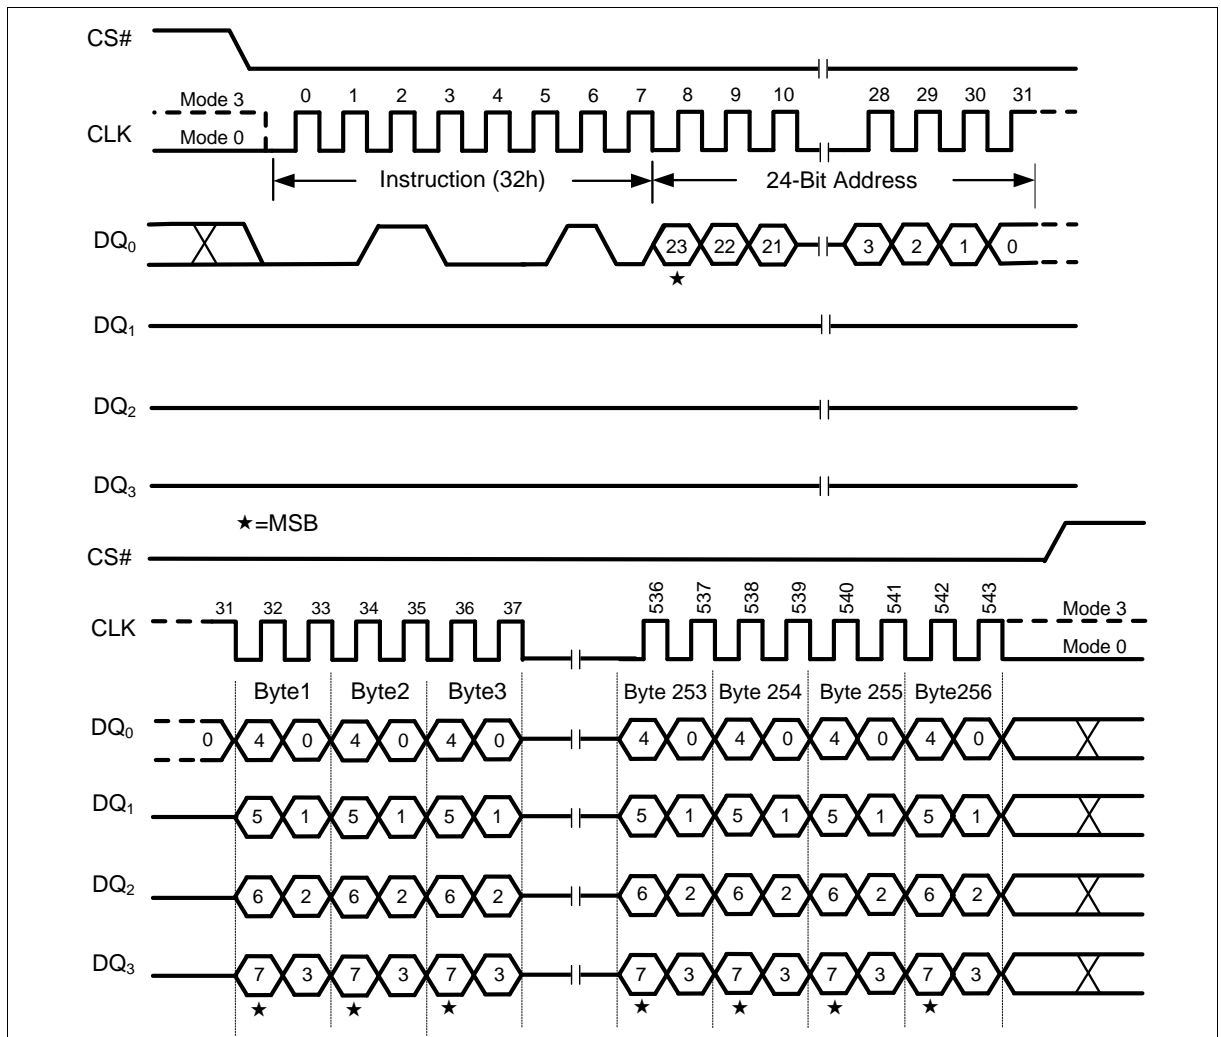 CS#
Mode 3 0 1 2 3 4 5 6 7 8 9 10 28 29 30 31
CLK
Mode 0
Instruction (32h) 24-Bit Address
DQ0 23 22 21 3 2 1 0
★
DQ1
DQ2
DQ3
★=MSB
CS#
31 32 33 34 35 36 37 536 537 538 539 540 541 542 543
CLK Mode 3
Mode 0
Byte1 Byte2 Byte3 Byte 253 Byte 254 Byte 255 Byte256
DQ0 0 4 0 4 0 4 0 4 0 4 0 4 0 4 0
DQ1 5 1 5 1 5 1 5 1 5 1 5 1 5 1
DQ2 6 2 6 2 6 2 6 2 6 2 6 2 6 2
DQ3 7 3 7 3 7 3 7 3 7 3 7 3 7 3
★ ★ ★ ★ ★ ★ ★